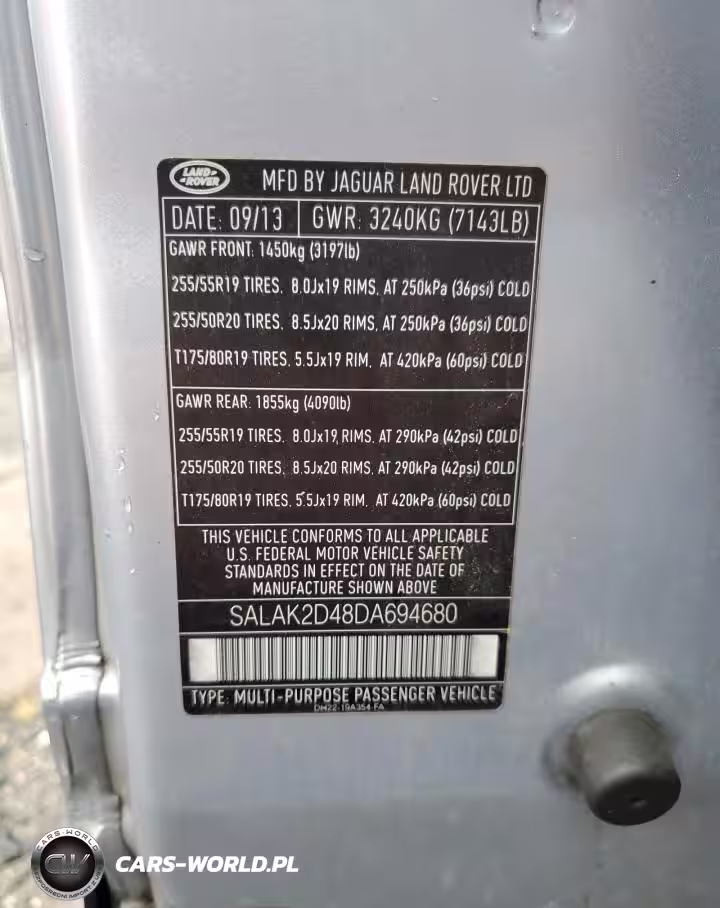 LAND ROVER
MFD BY JAGUAR LAND ROVER LTD
DATE: 09/13 GWR: 3240KG (7143LB)
GAWR FRONT: 1450kg (3197lb)
255/55R19 TIRES. 8.0Jx19 RIMS. AT 250kPa (36psi) COLD
255/50R20 TIRES. 8.5Jx20 RIMS. AT 250kPa (36psi) COLD
T175/80R19 TIRES. 5.5Jx19 RIM. AT 420kPa (60psi) COLD
GAWR REAR: 1855kg (4090lb)
255/55R19 TIRES. 8.0Jx19, RIMS. AT 290kPa (42psi) COLD
255/50R20 TIRES. 8.5Jx20 RIMS. AT 290kPa (42psi) COLD
T175/80R19 TIRES. 5.5Jx19 RIM. AT 420kPa (60psi) COLD
THIS VEHICLE CONFORMS TO ALL APPLICABLE
U.S. FEDERAL MOTOR VEHICLE SAFETY
STANDARDS IN EFFECT ON THE DATE OF
MANUFACTURE SHOWN ABOVE
SALAK2D48DA694680
TYPE: MULTI-PURPOSE PASSENGER VEHICLE
DH22-19A354-FA
CARS-WORLD
CW
BEZPOŚREDNI IMPORT Z
CARS-WORLD.PL